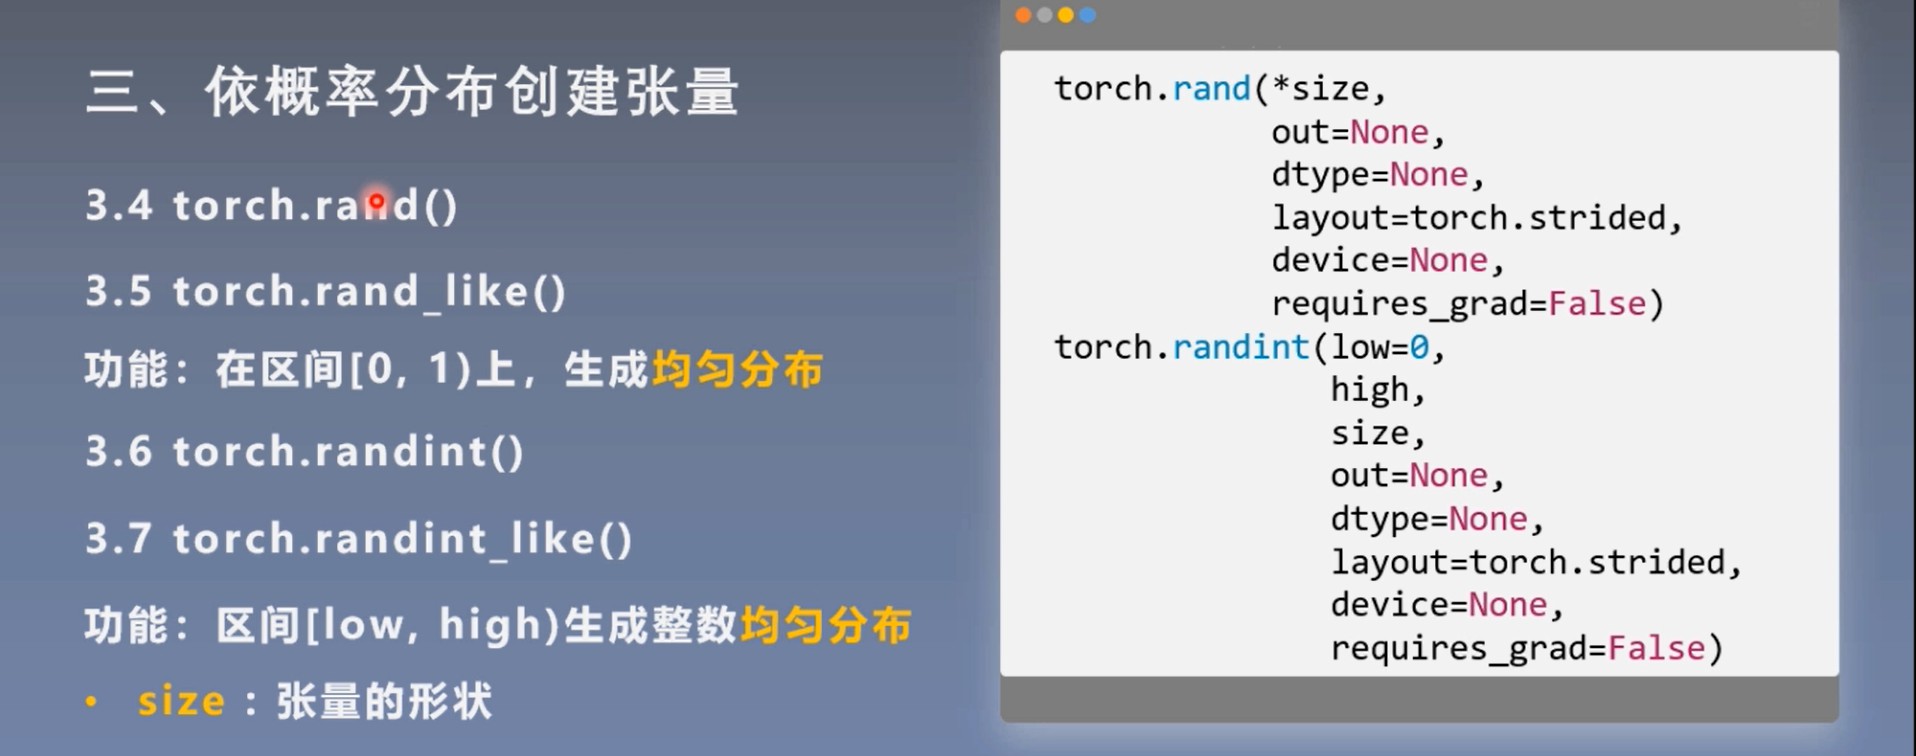 三、依概率分布创建张量
3.4 torch.rand()
3.5 torch.rand_like()
功能：在区间[0, 1)上，生成均匀分布
3.6 torch.randint()
3.7 torch.randint_like()
功能：区间[low, high)生成整数均匀分布
• size：张量的形状
torch.rand(*size,
out=None,
dtype=None,
layout=torch.strided,
device=None,
requires_grad=False)
torch.randint(low=0,
high,
size,
out=None,
dtype=None,
layout=torch.strided,
device=None,
requires_grad=False)